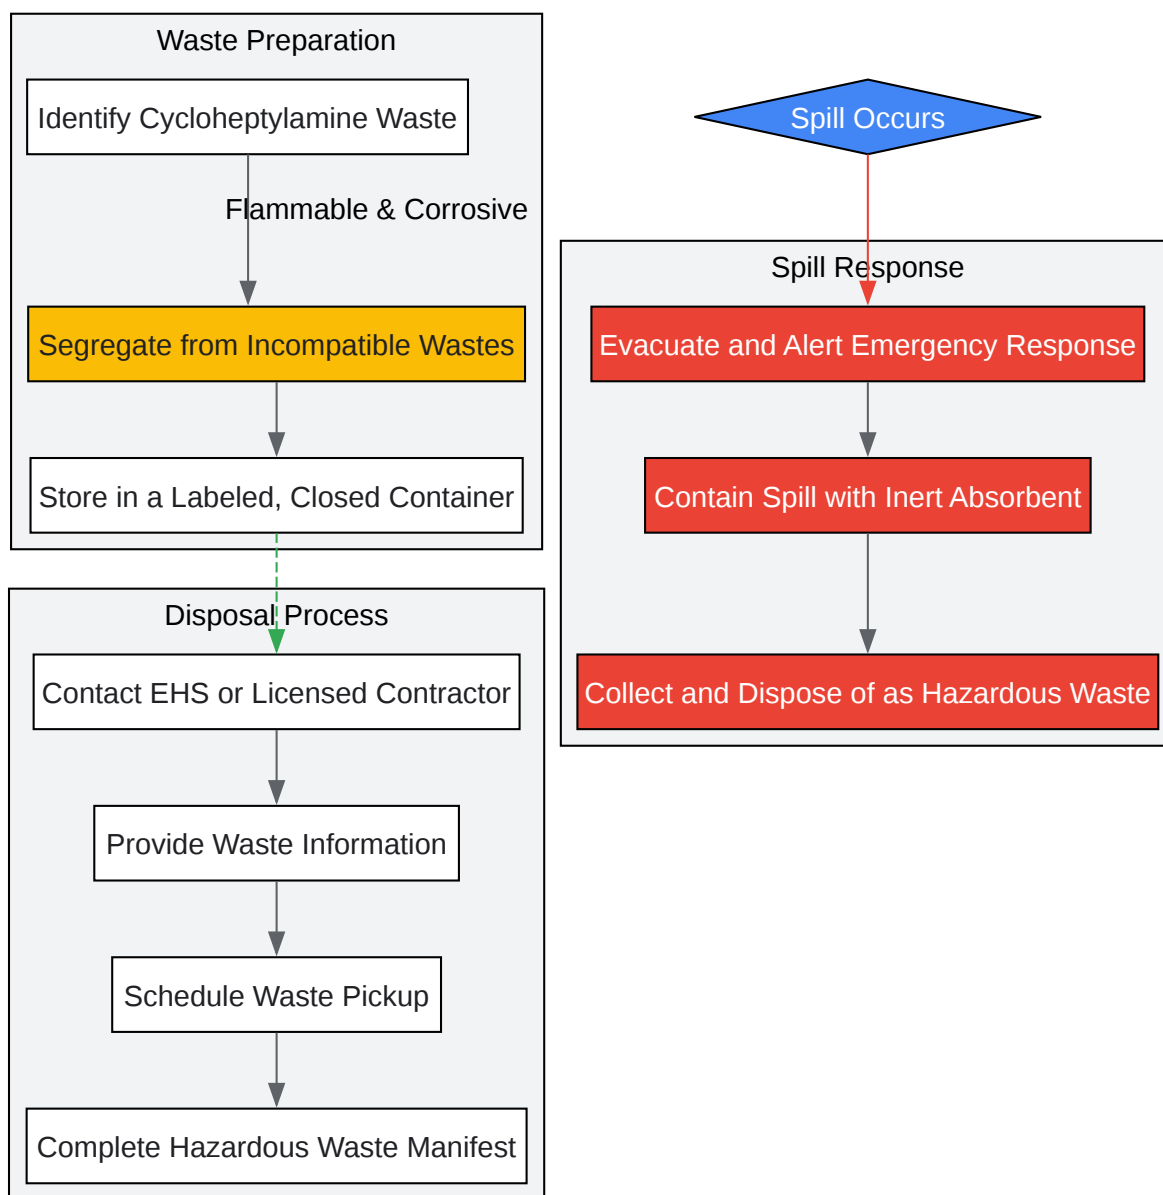 Waste Preparation
Identify Cycloheptylamine Waste
Flammable & Corrosive
Segregate from Incompatible Wastes
Store in a Labeled, Closed Container
Disposal Process
Contact EHS or Licensed Contractor
Provide Waste Information
Schedule Waste Pickup
Complete Hazardous Waste Manifest
Spill Occurs
Spill Response
Evacuate and Alert Emergency Response
Contain Spill with Inert Absorbent
Collect and Dispose of as Hazardous Waste